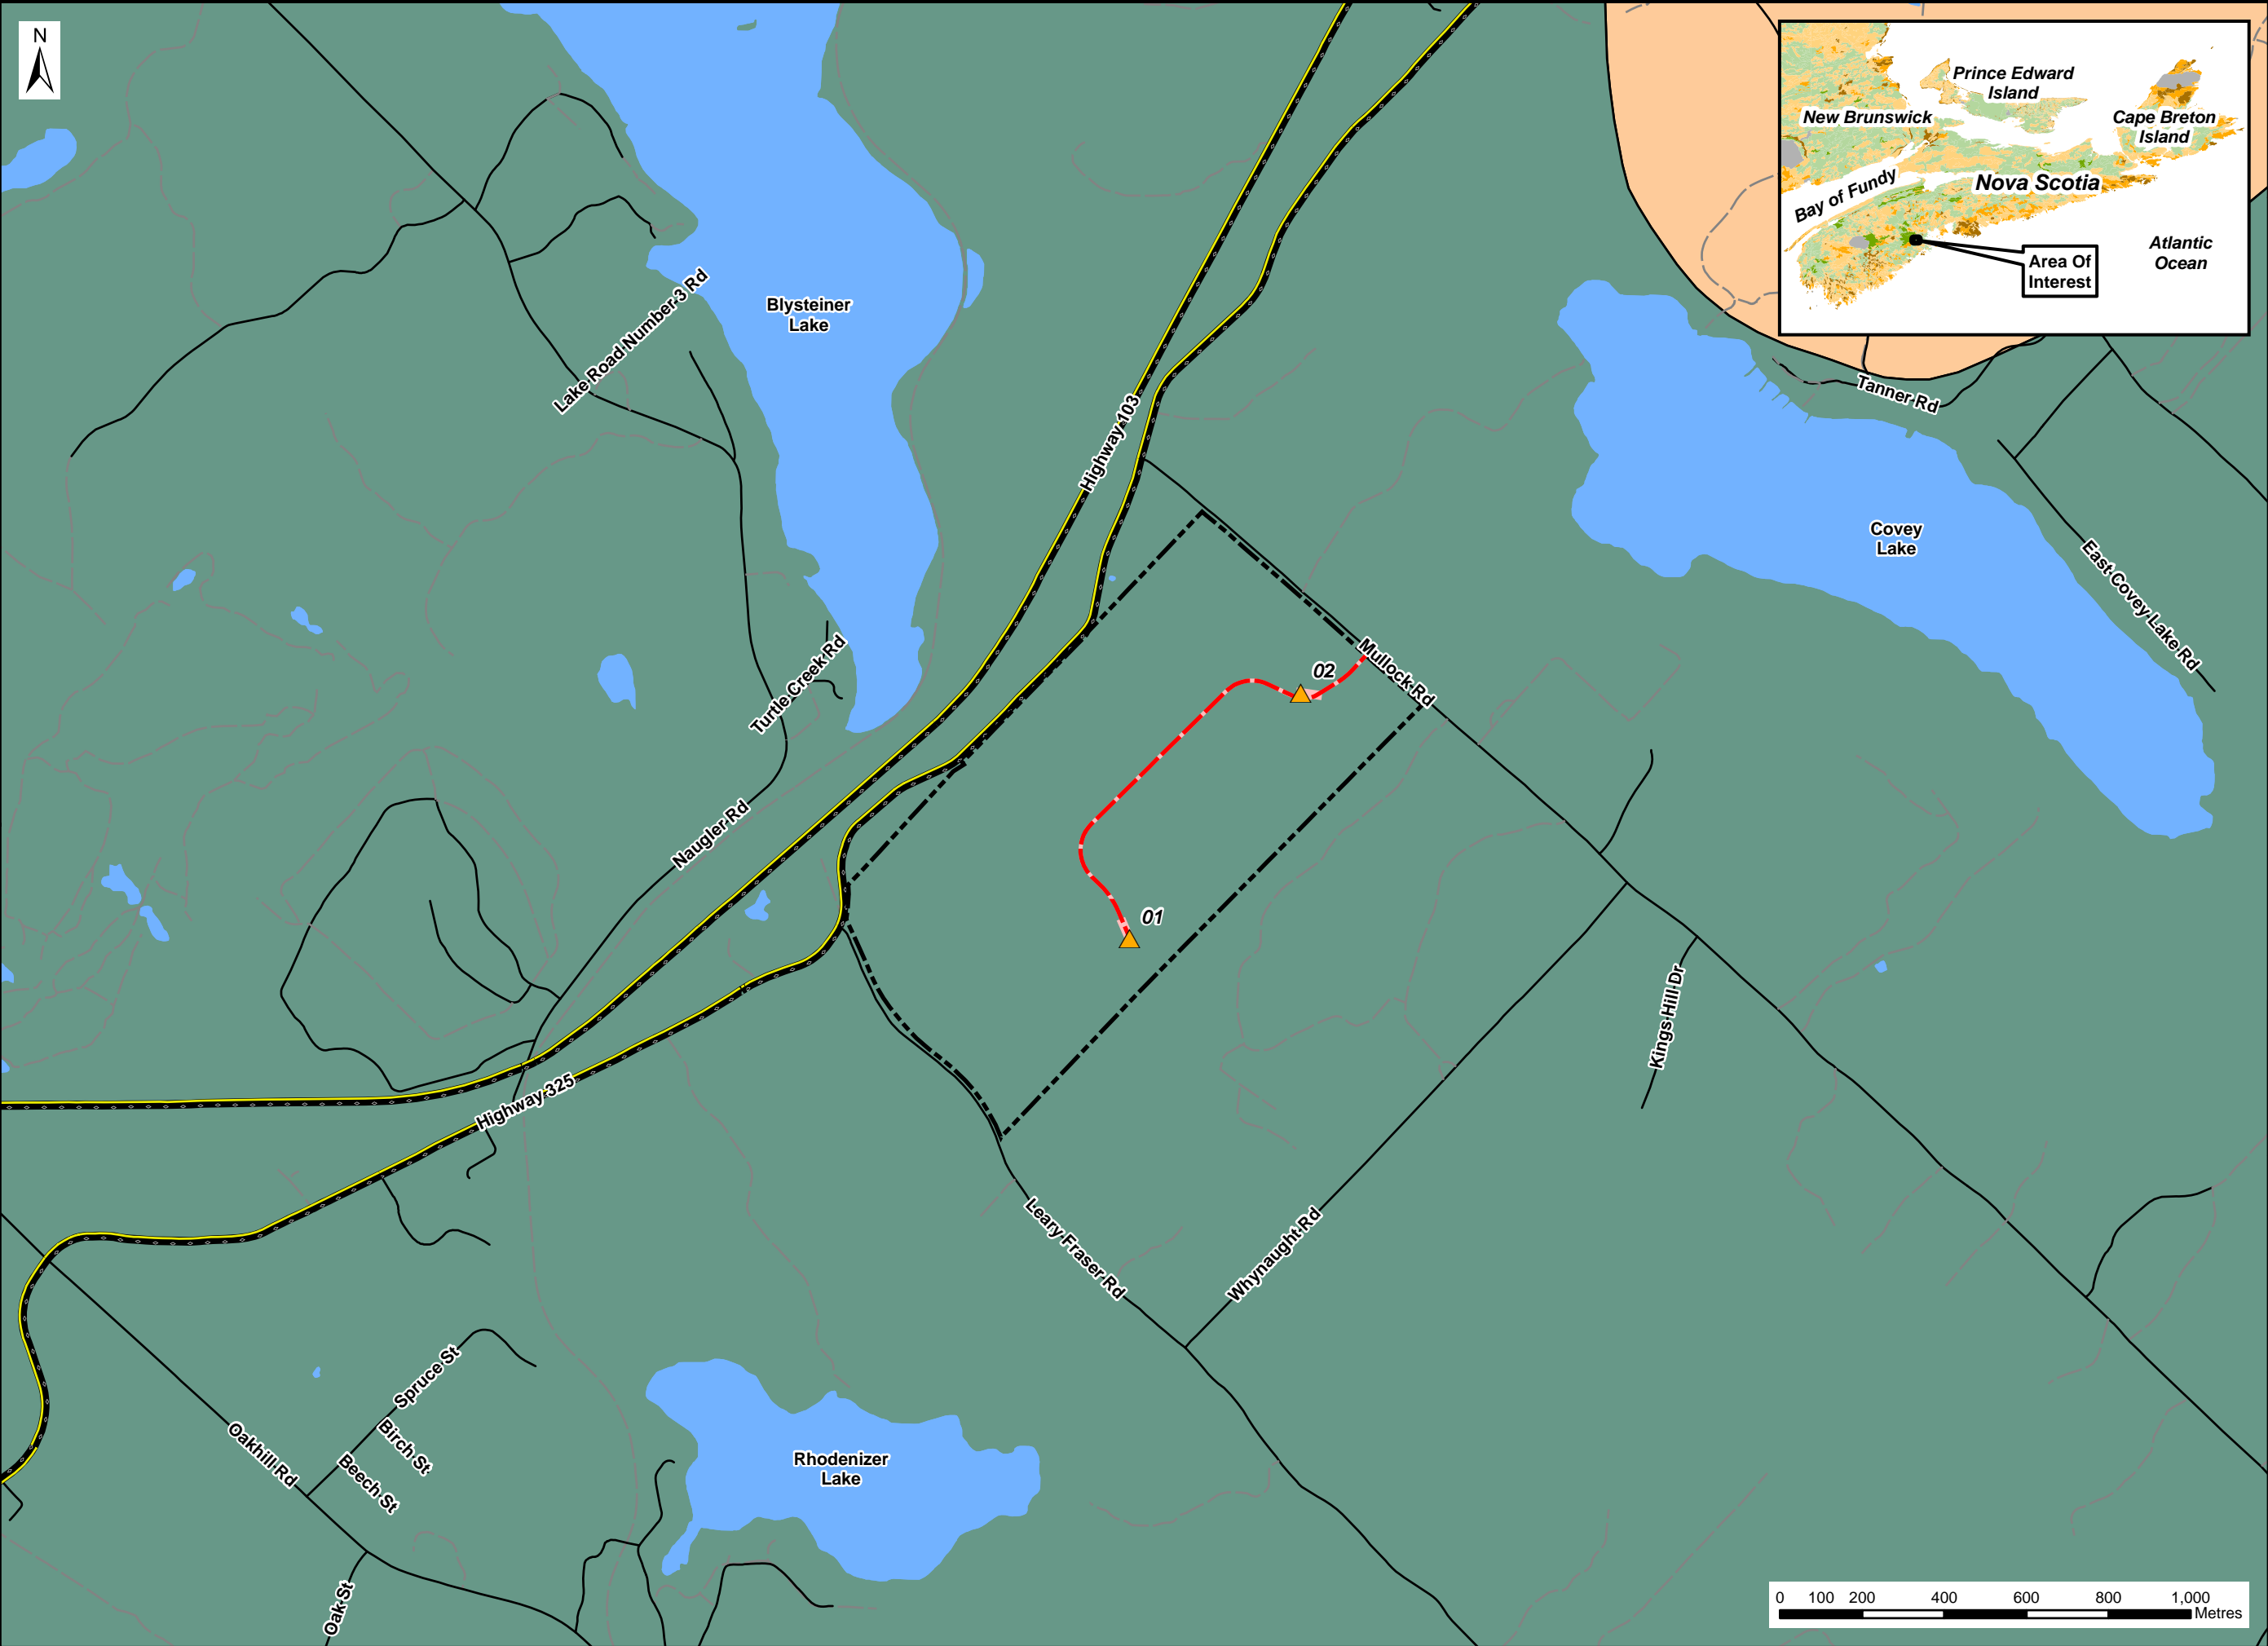 N
Prince Edward
Island
New Brunswick
Cape Breton
Island
Bay of Fundy
Nova Scotia
Atlantic
Ocean
Area Of
Interest
Blysteiner
Lake
Lake Road Number 3 Rd
Highway 103
Tanner Rd
Covey
Lake
East Covey Lake Rd
Turtle Creek Rd
Mullock Rd
02
Naugler Rd
01
Kings Hill Dr
Highway 325
Leary Fraser Rd
Whynaught Rd
Spruce St
Birch St
Beech St
Oakhill Rd
Rhodenizer
Lake
Oak St
0 100 200 400 600 800 1,000
Metres